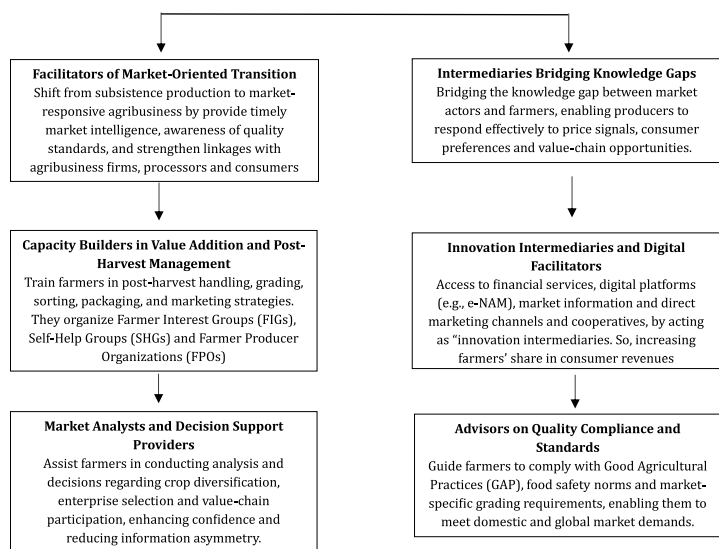 Facilitators of Market-Oriented Transition
Shift from subsistence production to market-
responsive agribusiness by provide timely
market intelligence, awareness of quality
standards, and strengthen linkages with
agribusiness firms, processors and consumers
Intermediaries Bridging Knowledge Gaps
Bridging the knowledge gap between market
actors and farmers, enabling producers to
respond effectively to price signals, consumer
preferences and value-chain opportunities.
Capacity Builders in Value Addition and Post-
Harvest Management
Train farmers in post-harvest handling, grading,
sorting, packaging, and marketing strategies.
They organize Farmer Interest Groups (FIGs),
Self-Help Groups (SHGs) and Farmer Producer
Organizations (FPOs)
Innovation Intermediaries and Digital
Facilitators
Access to financial services, digital platforms
(e.g., e-NAM), market information and direct
marketing channels and cooperatives, by acting
as “innovation intermediaries. So, increasing
farmers’ share in consumer revenues
Market Analysts and Decision Support
Providers
Assist farmers in conducting analysis and
decisions regarding crop diversification,
enterprise selection and value-chain
participation, enhancing confidence and
reducing information asymmetry.
Advisors on Quality Compliance and
Standards
Guide farmers to comply with Good Agricultural
Practices (GAP), food safety norms and market-
specific grading requirements, enabling them to
meet domestic and global market demands.